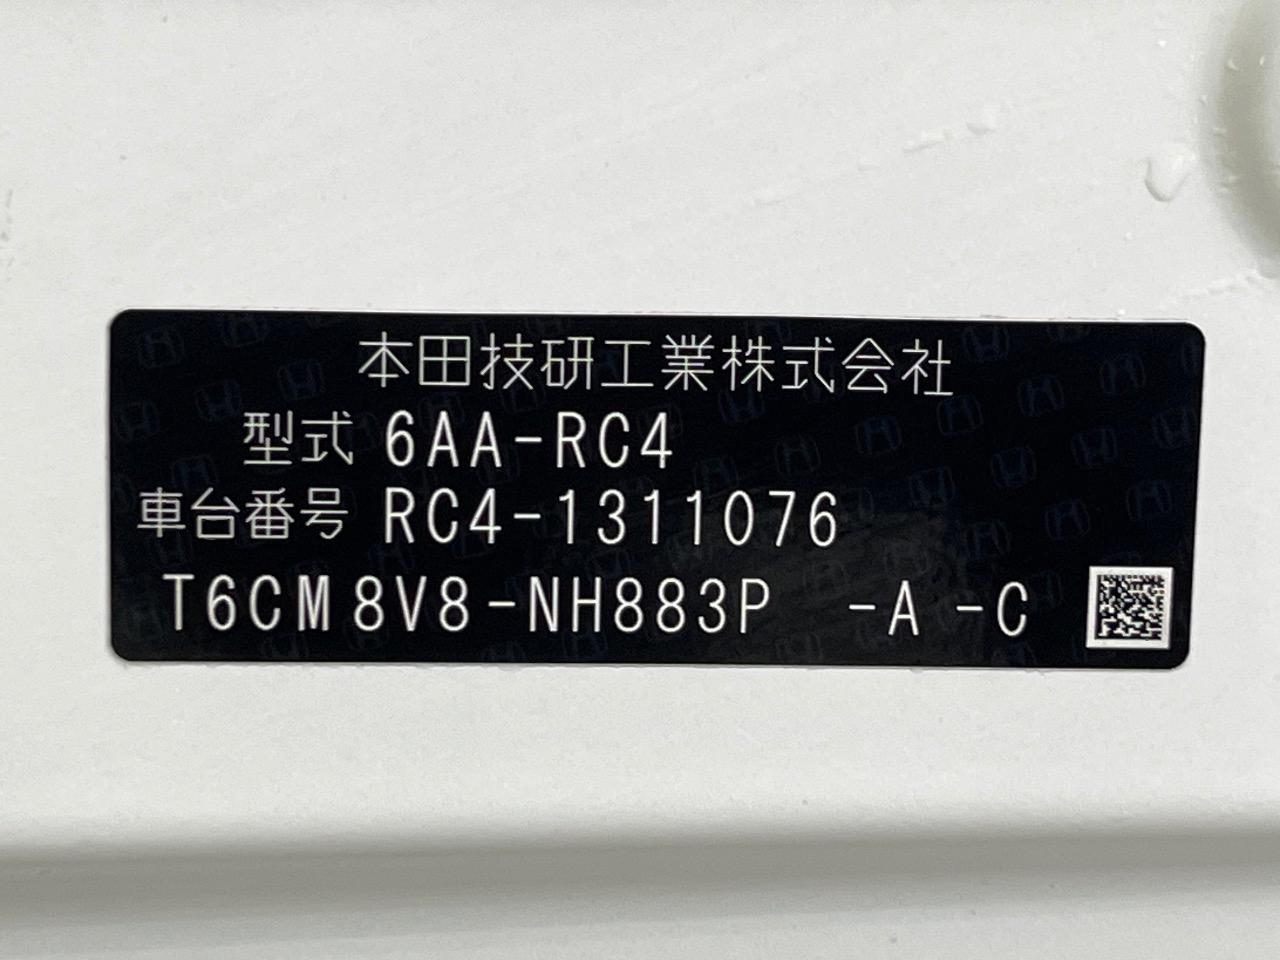 本田技研工業株式会社
型式 6AA-RC4
車台番号 RC4-1311076
T6CM8V8-NH883P -A -C